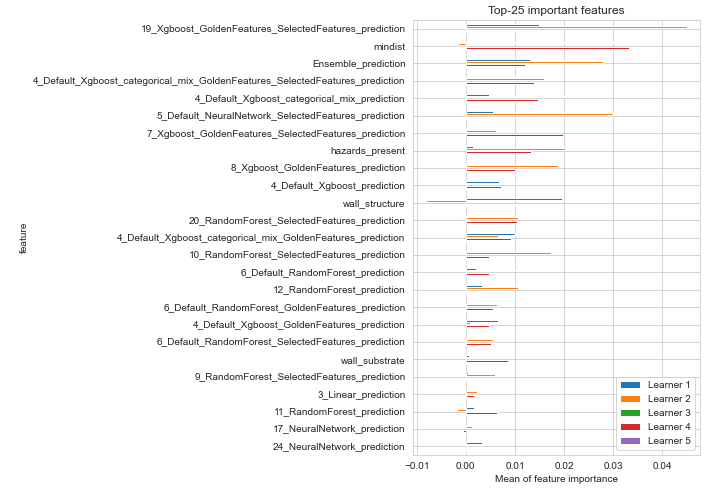 Top-25 important features
19_Xgboost_GoldenFeatures_SelectedFeatures_prediction
mindist
Ensemble_prediction
4_Default_Xgboost_categorical_mix_GoldenFeatures_SelectedFeatures_prediction
4_Default_Xgboost_categorical_mix_prediction
5_Default_NeuralNetwork_SelectedFeatures_prediction
7_Xgboost_GoldenFeatures_SelectedFeatures_prediction
hazards_present
8_Xgboost_GoldenFeatures_prediction
4_Default_Xgboost_prediction
wall_structure
20_RandomForest_SelectedFeatures_prediction
4_Default_Xgboost_categorical_mix_GoldenFeatures_prediction
feature
10_RandomForest_SelectedFeatures_prediction
6_Default_RandomForest_prediction
12_RandomForest_prediction
6_Default_RandomForest_GoldenFeatures_prediction
4_Default_Xgboost_GoldenFeatures_prediction
6_Default_RandomForest_SelectedFeatures_prediction
wall_substrate
9_RandomForest_SelectedFeatures_prediction
3_Linear_prediction
11_RandomForest_prediction
17_NeuralNetwork_prediction
24_NeuralNetwork_prediction
Learner 1
Learner 2
Learner 3
Learner 4
Learner 5
−0.01 0.00 0.01 0.02 0.03 0.04
Mean of feature importance